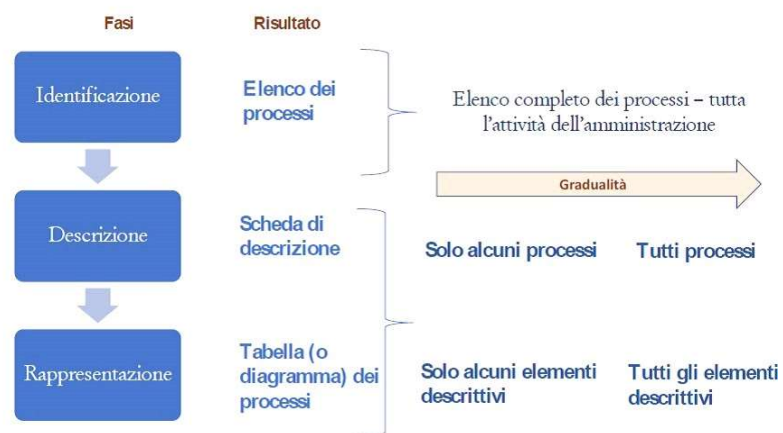 Fasi
Risultato
Identificazione
Elenco dei
processi
Elenco completo dei processi – tutta
l'attività dell'amministrazione
Gradualità
Descrizione
Scheda di
descrizione
Solo alcuni processi
Tutti processi
Rappresentazione
Tabella (o
diagramma) dei
processi
Solo alcuni elementi
descrittivi
Tutti gli elementi
descrittivi